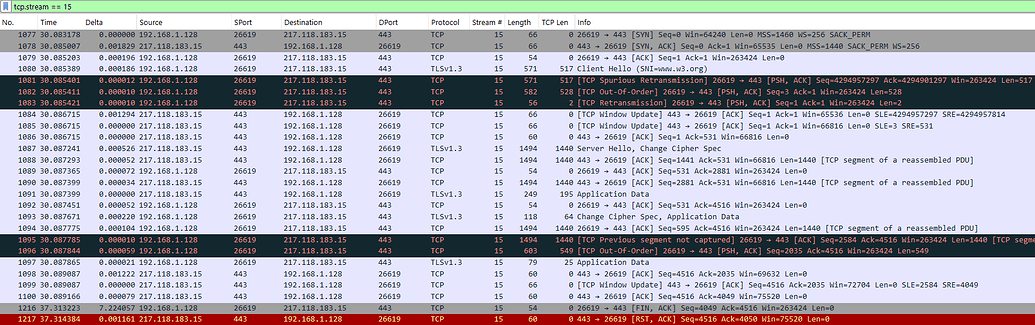 tcp.stream == 15
No. Time Delta Source SPort Destination DPort Protocol Stream # Length TCP Len Info
1077 30.083178 0.000000 192.168.1.128 26619 217.118.183.15 443 TCP 15 66 0 26619 → 443 [SYN] Seq=0 Win=64240 Len=0 MSS=1460 WS=256 SACK_PERM
1078 30.085007 0.001829 217.118.183.15 443 192.168.1.128 26619 TCP 15 66 0 443 → 26619 [SYN, ACK] Seq=0 Ack=1 Win=65535 Len=0 MSS=1440 SACK_PERM WS=256
1079 30.085203 0.000196 192.168.1.128 26619 217.118.183.15 443 TCP 15 54 0 26619 → 443 [ACK] Seq=1 Ack=1 Win=263424 Len=0
1080 30.085389 0.000186 192.168.1.128 26619 217.118.183.15 443 TLSv1.3 15 571 517 Client Hello (SNI=www.w3.org)
1081 30.085401 0.000012 192.168.1.128 26619 217.118.183.15 443 TCP 15 571 517 [TCP Spurious Retransmission] 26619 → 443 [PSH, ACK] Seq=4294957297 Ack=4294901297 Win=263424 Len=517
1082 30.085411 0.000010 192.168.1.128 26619 217.118.183.15 443 TCP 15 582 528 [TCP Out-Of-Order] 26619 → 443 [PSH, ACK] Seq=3 Ack=1 Win=263424 Len=528
1083 30.085421 0.000010 192.168.1.128 26619 217.118.183.15 443 TCP 15 56 2 [TCP Retransmission] 26619 → 443 [PSH, ACK] Seq=1 Ack=1 Win=263424 Len=2
1084 30.086715 0.001294 217.118.183.15 443 192.168.1.128 26619 TCP 15 66 0 [TCP Window Update] 443 → 26619 [ACK] Seq=1 Ack=1 Win=65536 Len=0 SLE=4294957297 SRE=4294957814
1085 30.086715 0.000000 217.118.183.15 443 192.168.1.128 26619 TCP 15 66 0 [TCP Window Update] 443 → 26619 [ACK] Seq=1 Ack=1 Win=66816 Len=0 SLE=3 SRE=531
1086 30.086715 0.000000 217.118.183.15 443 192.168.1.128 26619 TCP 15 60 0 443 → 26619 [ACK] Seq=1 Ack=531 Win=66816 Len=0
1087 30.087241 0.000526 217.118.183.15 443 192.168.1.128 26619 TLSv1.3 15 1494 1440 Server Hello, Change Cipher Spec
1088 30.087293 0.000052 217.118.183.15 443 192.168.1.128 26619 TCP 15 1494 1440 443 → 26619 [ACK] Seq=1441 Ack=531 Win=66816 Len=1440 [TCP segment of a reassembled PDU]
1089 30.087365 0.000072 192.168.1.128 26619 217.118.183.15 443 TCP 15 54 0 26619 → 443 [ACK] Seq=531 Ack=2881 Win=263424 Len=0
1090 30.087399 0.000034 217.118.183.15 443 192.168.1.128 26619 TCP 15 1494 1440 443 → 26619 [ACK] Seq=2881 Ack=531 Win=66816 Len=1440 [TCP segment of a reassembled PDU]
1091 30.087399 0.000000 217.118.183.15 443 192.168.1.128 26619 TLSv1.3 15 249 195 Application Data
1092 30.087451 0.000052 192.168.1.128 26619 217.118.183.15 443 TCP 15 54 0 26619 → 443 [ACK] Seq=531 Ack=4516 Win=263424 Len=0
1093 30.087671 0.000220 192.168.1.128 26619 217.118.183.15 443 TLSv1.3 15 118 64 Change Cipher Spec, Application Data
1094 30.087775 0.000104 192.168.1.128 26619 217.118.183.15 443 TCP 15 1494 1440 26619 → 443 [ACK] Seq=595 Ack=4516 Win=263424 Len=1440 [TCP segment of a reassembled PDU]
1095 30.087785 0.000010 192.168.1.128 26619 217.118.183.15 443 TCP 15 1494 1440 [TCP Previous segment not captured] 26619 → 443 [ACK] Seq=2584 Ack=4516 Win=263424 Len=1440 [TCP segm
1096 30.087844 0.000059 192.168.1.128 26619 217.118.183.15 443 TCP 15 603 549 [TCP Out-Of-Order] 26619 → 443 [PSH, ACK] Seq=2035 Ack=4516 Win=263424 Len=549
1097 30.087865 0.000021 192.168.1.128 26619 217.118.183.15 443 TLSv1.3 15 79 25 Application Data
1098 30.089087 0.001222 217.118.183.15 443 192.168.1.128 26619 TCP 15 60 0 443 → 26619 [ACK] Seq=4516 Ack=2035 Win=69632 Len=0
1099 30.089087 0.000000 217.118.183.15 443 192.168.1.128 26619 TCP 15 66 0 [TCP Window Update] 443 → 26619 [ACK] Seq=4516 Ack=2035 Win=72704 Len=0 SLE=2584 SRE=4049
1100 30.089166 0.000079 217.118.183.15 443 192.168.1.128 26619 TCP 15 60 0 443 → 26619 [ACK] Seq=4516 Ack=4049 Win=75520 Len=0
1216 37.313223 7.224057 192.168.1.128 26619 217.118.183.15 443 TCP 15 54 0 26619 → 443 [FIN, ACK] Seq=4049 Ack=4516 Win=263424 Len=0
1217 37.314384 0.001161 217.118.183.15 443 192.168.1.128 26619 TCP 15 60 0 443 → 26619 [RST, ACK] Seq=4516 Ack=4050 Win=75520 Len=0